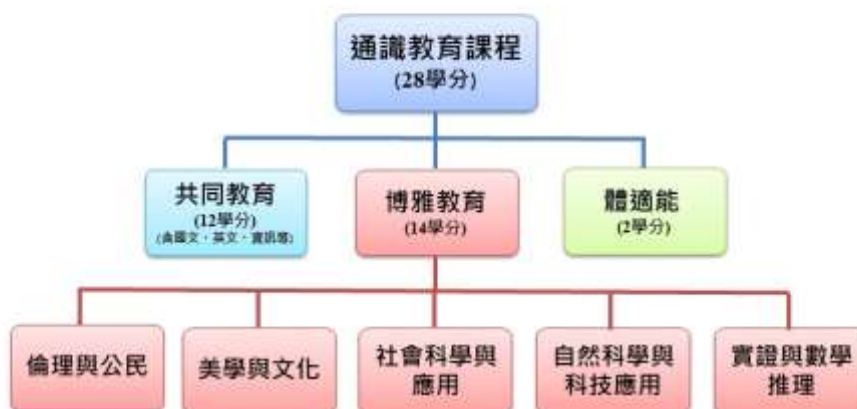 通識教育課程
(28學分)
共同教育
(12學分)
(含國文、英文、資訊等)
博雅教育
(14學分)
體適能
(2學分)
倫理與公民
美學與文化
社會科學與
應用
自然科學與
科技應用
實證與數學
推理